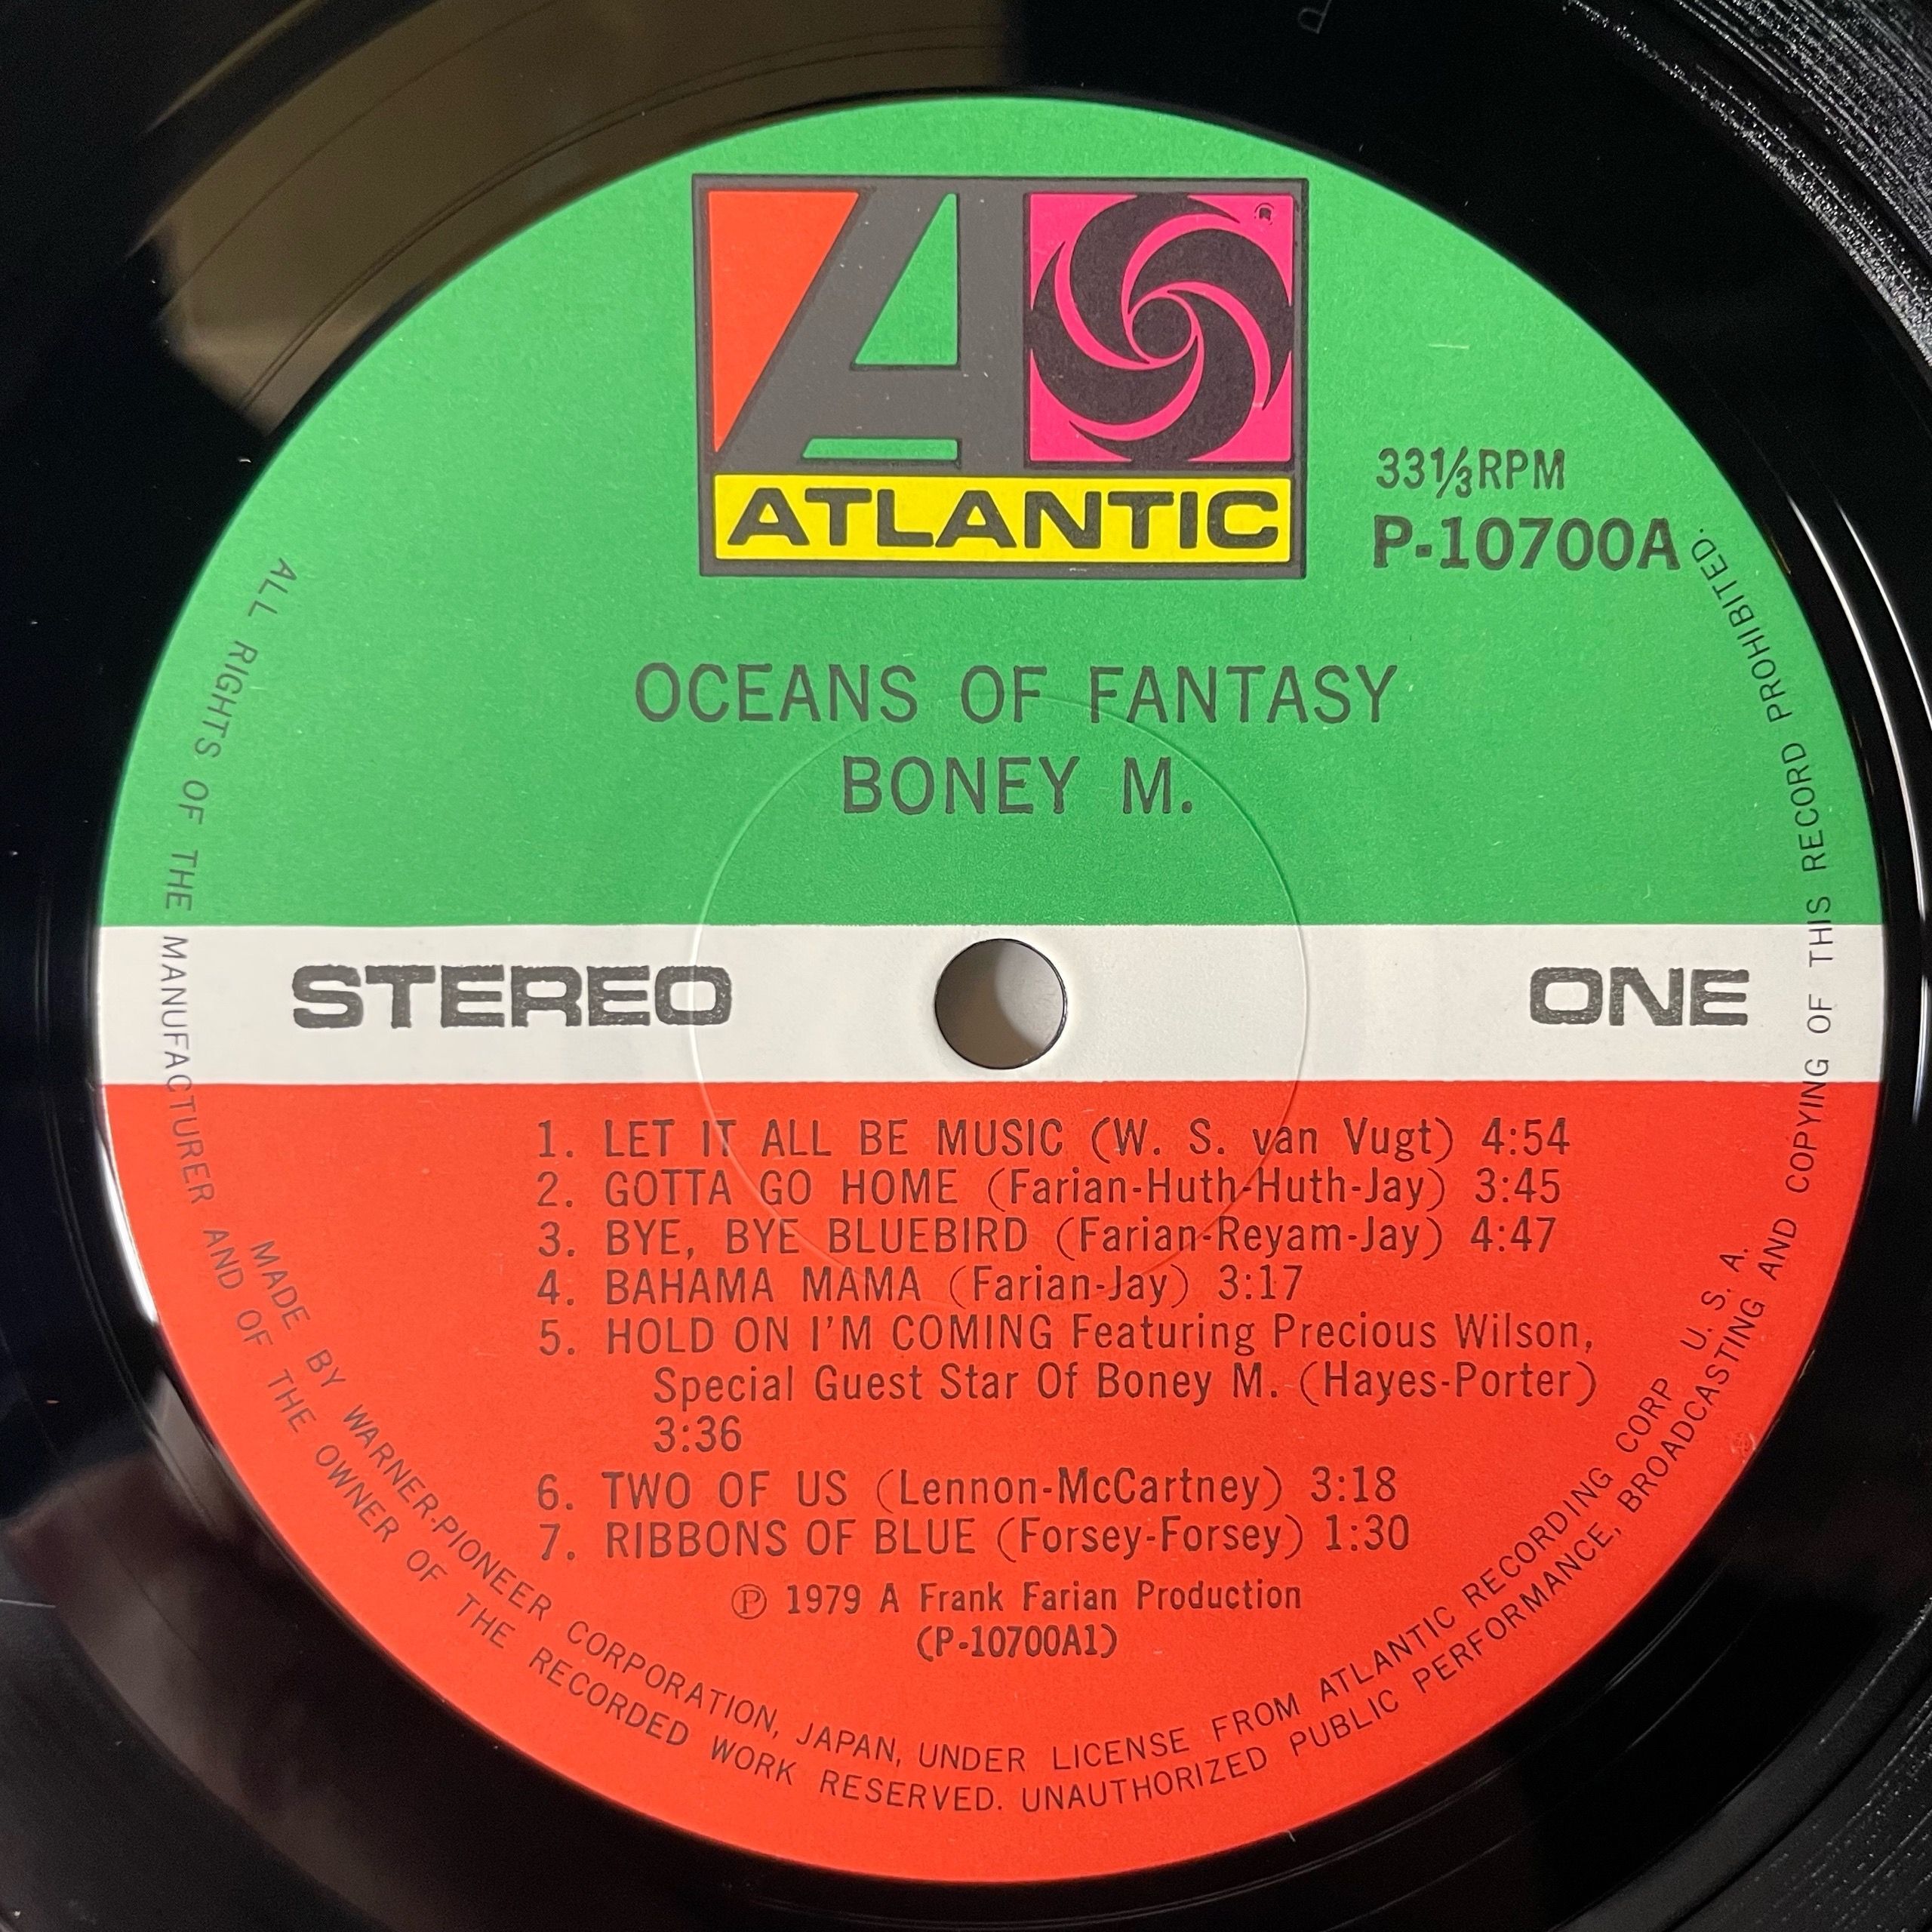 ATLANTIC
®
33⅓RPM
P-10700A
OCEANS OF FANTASY
BONEY M.
STEREO
ONE
1. LET IT ALL BE MUSIC (W. S. van Vugt) 4:54
2. GOTTA GO HOME (Farian-Huth-Huth-Jay) 3:45
3. BYE, BYE BLUEBIRD (Farian-Reyam-Jay) 4:47
4. BAHAMA MAMA (Farian-Jay) 3:17
5. HOLD ON I'M COMING Featuring Precious Wilson,
Special Guest Star Of Boney M. (Hayes-Porter)
3:36
6. TWO OF US (Lennon-McCartney) 3:18
7. RIBBONS OF BLUE (Forsey-Forsey) 1:30
℗ 1979 A Frank Farian Production
(P-10700A1)
MADE BY WARNER-PIONEER CORPORATION, JAPAN, UNDER LICENSE FROM ATLANTIC RECORDING CORP U. S. A.
ALL RIGHTS OF THE MANUFACTURER AND OF THE OWNER OF THE RECORDED WORK RESERVED. UNAUTHORIZED PUBLIC PERFORMANCE, BROADCASTING AND COPYING OF THIS RECORD PROHIBITED.